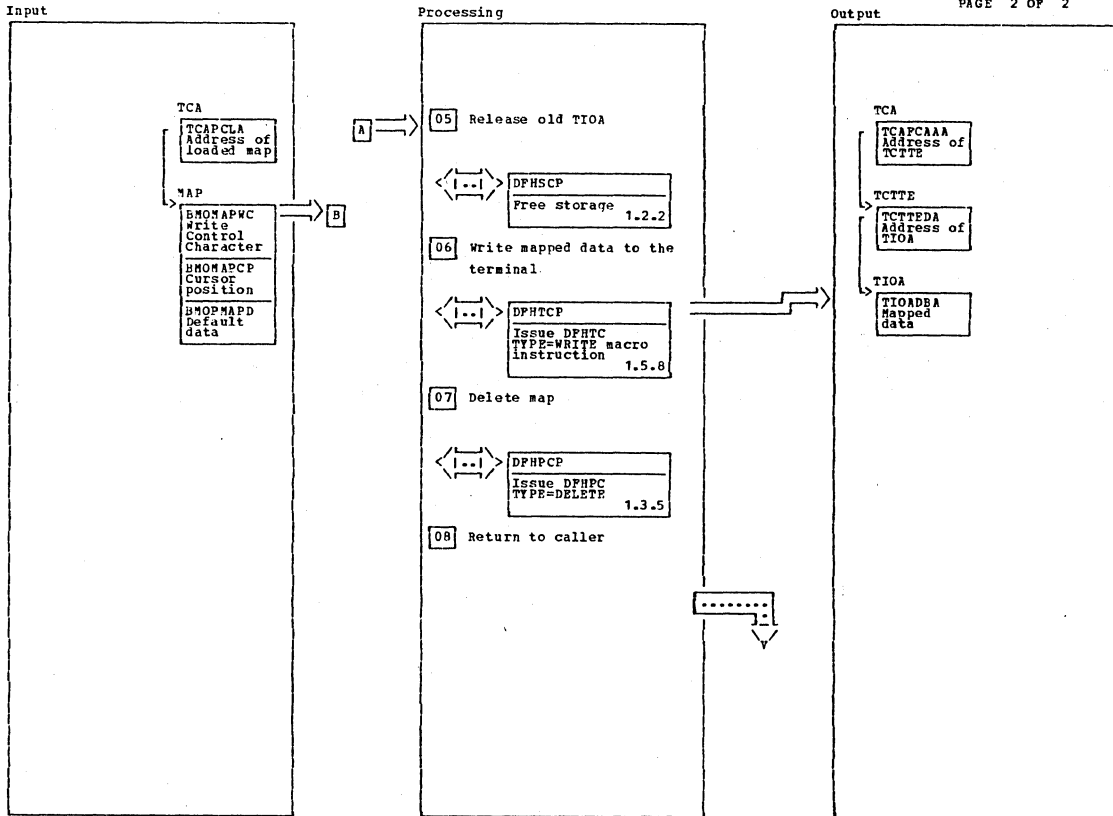 PAGE 2 OF 2
Input
Processing
Output
TCA
TCAPCLA
Address of
loaded map
MAP
BMOMAPWC
Write
Control
Character
BMOMAPCP
Cursor
position
BMOPMAPD
Default
data
B
A
05 Release old TIOA
DFHSCP
Free storage
1.2.2
06 Write mapped data to the
terminal
DFHTCP
Issue DFHTC
TYPE=WRITE macro
instruction
1.5.8
07 Delete map
DFHPCP
Issue DFHPC
TYPE=DELETE
1.3.5
08 Return to caller
TCA
TCAFCAAA
Address of
TCTTE
TCTTE
TCTTEDA
Address of
TIOA
TIOA
TIOADBA
Mapped
data